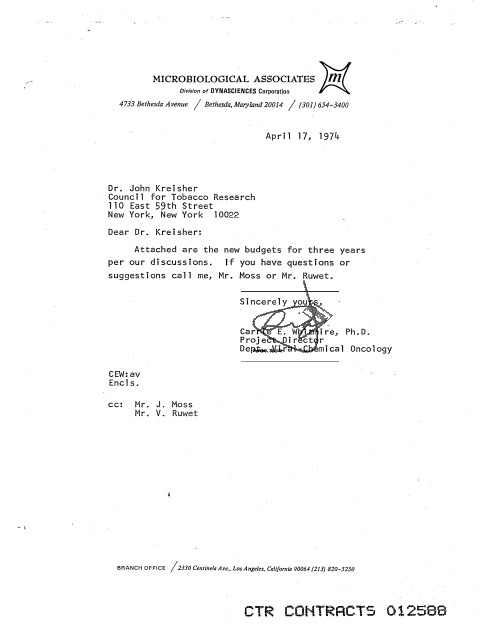 MICROBIOLOGICAL ASSOCIATES
m
Division of DYNASCIENCES Corporation
4733 Bethesda Avenue / Bethesda, Maryland 20014 / (301) 654-3400
April 17, 1974
Dr. John Kreisher
Council for Tobacco Research
110 East 59th Street
New York, New York 10022
Dear Dr. Kreisher:
Attached are the new budgets for three years
per our discussions. If you have questions or
suggestions call me, Mr. Moss or Mr. Ruwet.
Sincerely yours,
Carrie E. Whitmire, Ph.D.
Project Director
Dept. Viral-Chemical Oncology
CEW:av
Encls.
cc: Mr. J. Moss
Mr. V. Ruwet
BRANCH OFFICE / 2330 Centinela Ave., Los Angeles, California 90064 (213) 820-5250
CTR CONTRACTS 012588